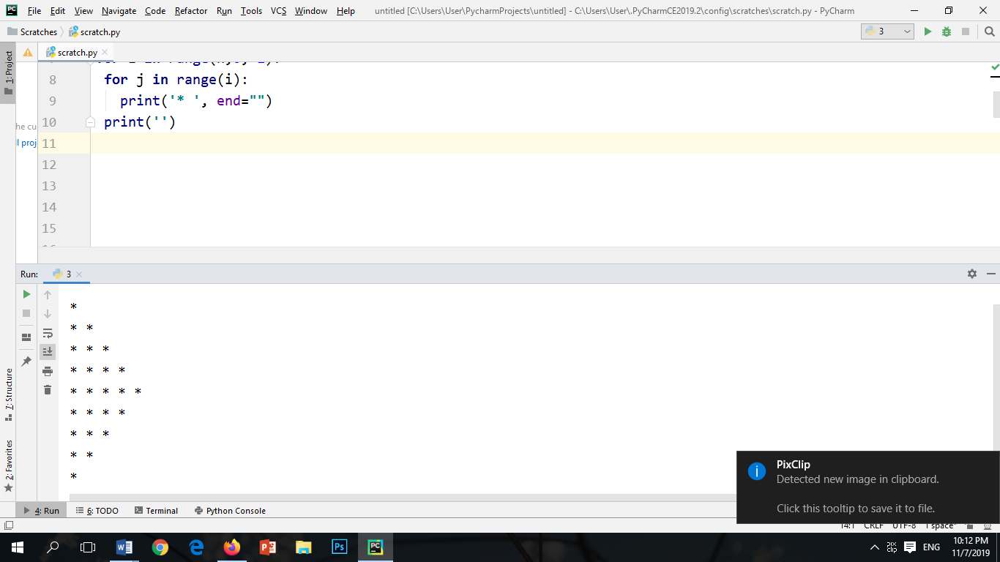 PC File Edit View Navigate Code Refactor Run Tools VCS Window Help untitled [C:\Users\User\PycharmProjects\untitled] - C:\Users\User\.PyCharmCE2019.2\config\scratches\scratch.py - PyCharm
Scratches scratch.py 3
1: Project
scratch.py
8 for j in range(i):
9 print('* ', end="")
10 print('')
11
12
13
14
15
he cu
ll proj
Run: 3
*
* *
* * *
* * * *
* * * * *
* * * *
* * *
* *
*
7: Structure
2: Favorites
PixClip
Detected new image in clipboard.
Click this tooltip to save it to file.
4: Run 6: TODO Terminal Python Console
14:1 CRLF UTF-8 1 space*
Ps PC ENG 10:12 PM
11/7/2019